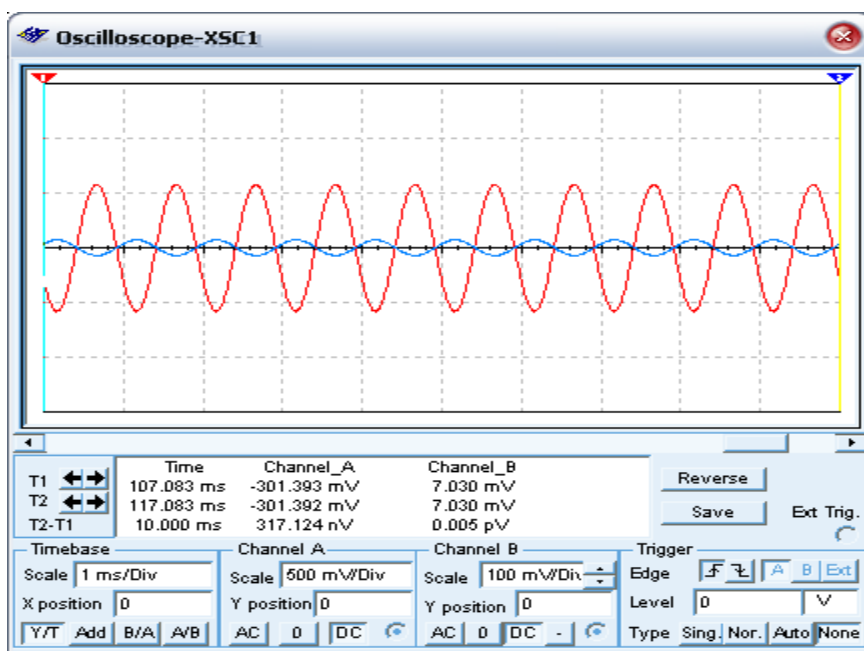 Oscilloscope-XSC1
1
2
Time Channel_A Channel_B
T1 107.083 ms -301.393 mV 7.030 mV
T2 117.083 ms -301.392 mV 7.030 mV
T2-T1 10.000 ms 317.124 nV 0.005 pV
Reverse
Save
Ext Trig.
Timebase
Scale 1 ms/Div
X position 0
Y/T Add B/A A/B
Channel A
Scale 500 mV/Div
Y position 0
AC 0 DC
Channel B
Scale 100 mV/Div
Y position 0
AC 0 DC -
Trigger
Edge A B Ext
Level 0 V
Type Sing. Nor. Auto None